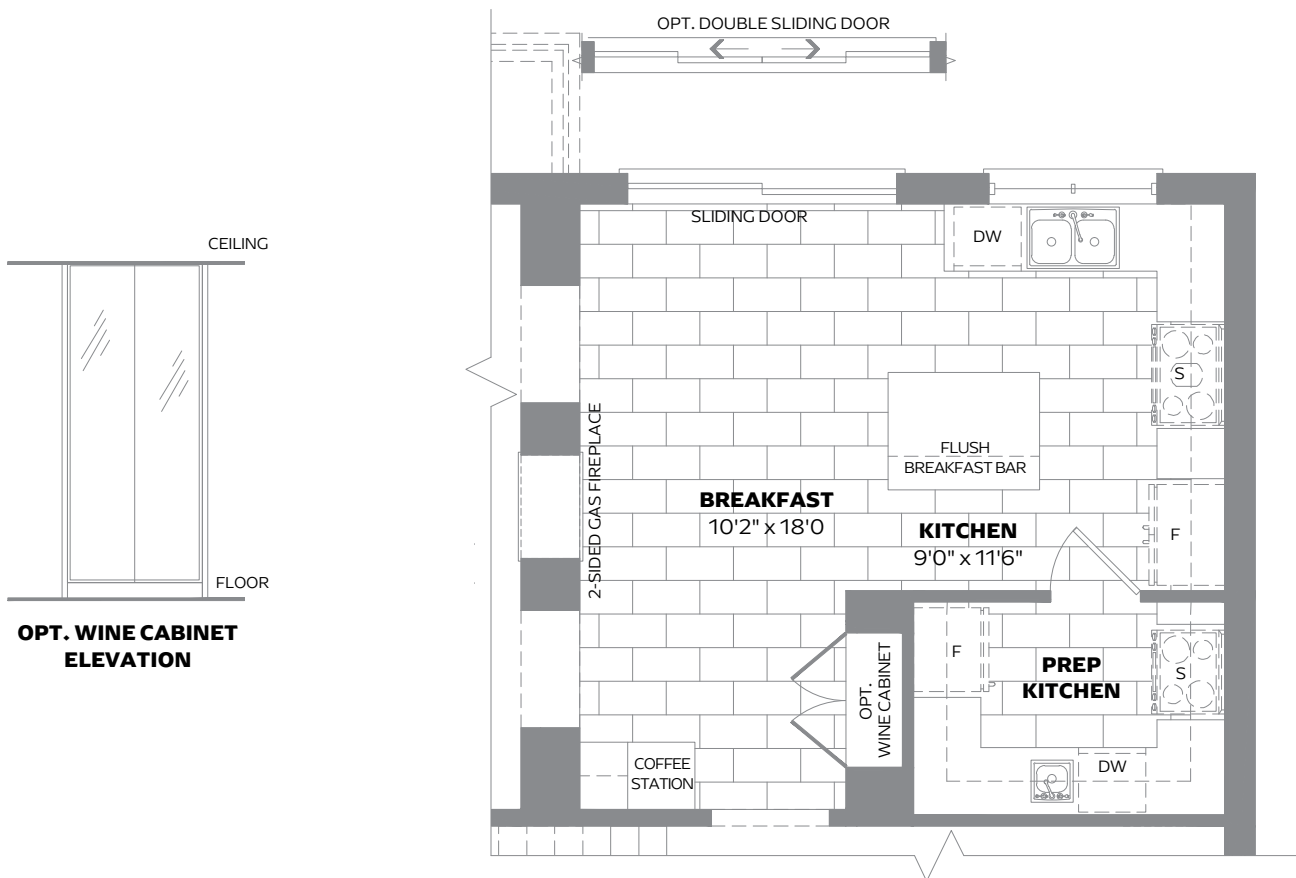 OPT. DOUBLE SLIDING DOOR
SLIDING DOOR
DW
CEILING
S
2-SIDED GAS FIREPLACE
FLUSH
BREAKFAST BAR
BREAKFAST
10'2" x 18'0
KITCHEN
9'0" x 11'6"
F
FLOOR
OPT. WINE CABINET
ELEVATION
OPT.
WINE CABINET
F
PREP
KITCHEN
S
COFFEE
STATION
DW